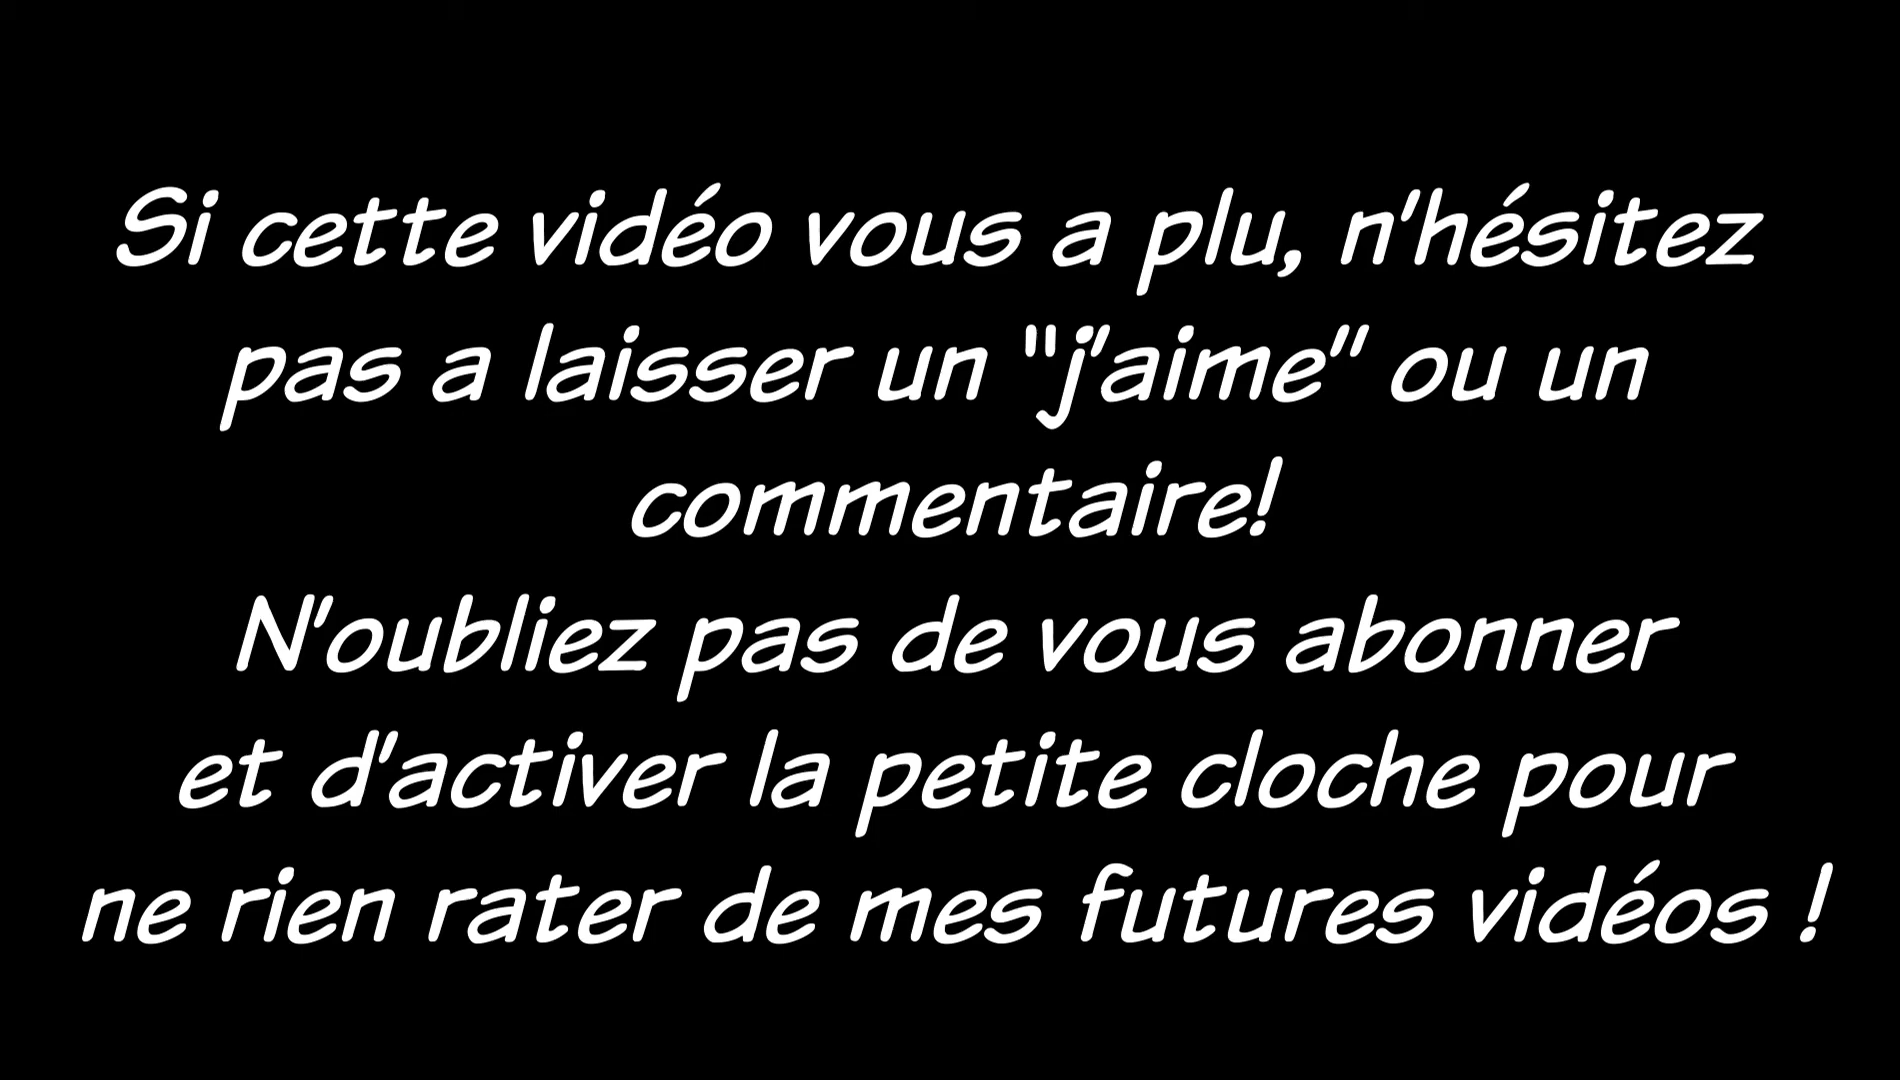 Si cette vidéo vous a plu, n'hésitez
pas a laisser un "j'aime" ou un
commentaire!
N'oubliez pas de vous abonner
et d'activer la petite cloche pour
ne rien rater de mes futures vidéos !